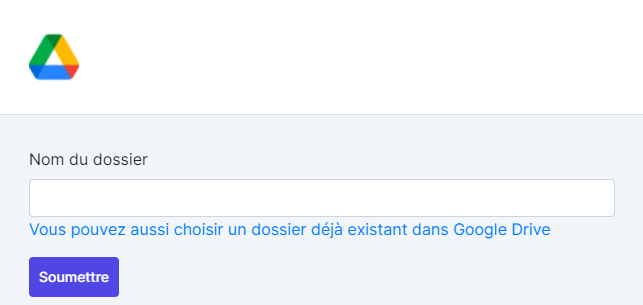 Nom du dossier
Vous pouvez aussi choisir un dossier déjà existant dans Google Drive
Soumettre